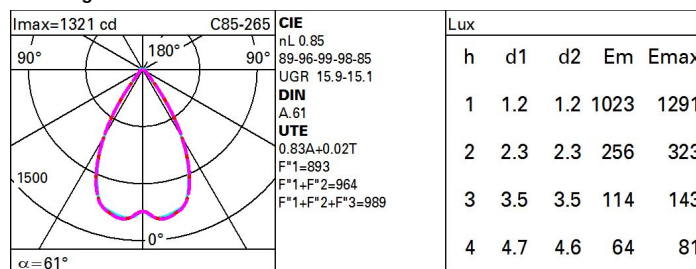 Imax=1321 cd C85-265
90° 180° 90°
1500
0°
α=61°
CIE
nL 0.85
89-96-99-98-85
UGR 15.9-15.1
DIN
A.61
UTE
0.83A+0.02T
F"1=893
F"1+F"2=964
F"1+F"2+F"3=989
Lux
h d1 d2 Em Emax
1 1.2 1.2 1023 1291
2 2.3 2.3 256 323
3 3.5 3.5 114 143
4 4.7 4.6 64 81